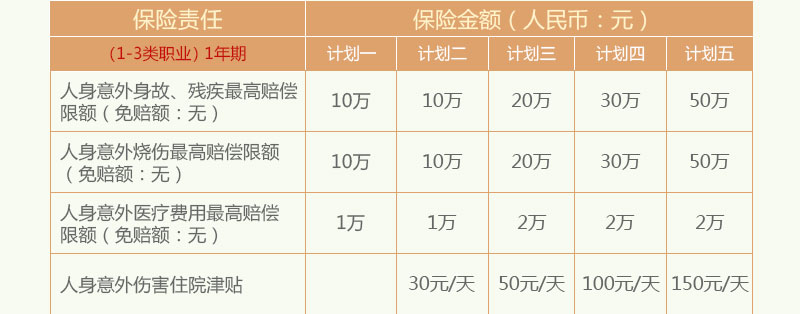 保险责任 保险金额（人民币：元）
（1-3类职业）1年期 计划一 计划二 计划三 计划四 计划五
人身意外身故、残疾最高赔偿
限额（免赔额：无） 10万 10万 20万 30万 50万
人身意外烧伤最高赔偿限额
（免赔额：无） 10万 10万 20万 30万 50万
人身意外医疗费用最高赔偿
限额（免赔额：无） 1万 1万 2万 2万 2万
人身意外伤害住院津贴 30元/天 50元/天 100元/天 150元/天